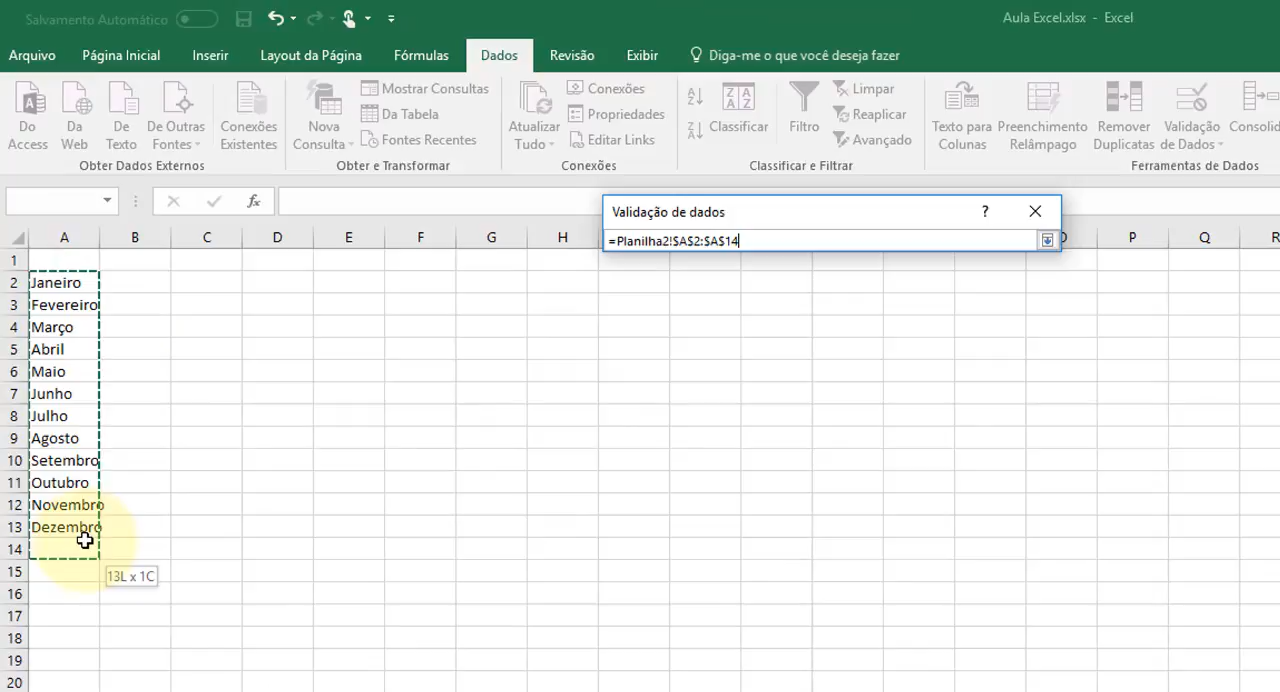 Salvamento Automático
Aula Excel.xlsx - Excel
Arquivo Página Inicial Inserir Layout da Página Fórmulas Dados Revisão Exibir Diga-me o que você deseja fazer
Do Access
Da Web
De Texto
De Outras Fontes
Conexões Existentes
Obter Dados Externos
Nova Consulta
Mostrar Consultas
Da Tabela
Fontes Recentes
Obter e Transformar
Atualizar Tudo
Conexões
Propriedades
Editar Links
Conexões
Classificar
Filtro
Limpar
Reaplicar
Avançado
Classificar e Filtrar
Texto para Colunas
Preenchimento Relâmpago
Remover Duplicatas
Validação de Dados
Consolid
Ferramentas de Dados
fx
Validação de dados ?
=Planilha2!$A$2:$A$14
A B C D E F G H P Q R
1
2 Janeiro
3 Fevereiro
4 Março
5 Abril
6 Maio
7 Junho
8 Julho
9 Agosto
10 Setembro
11 Outubro
12 Novembro
13 Dezembro
14
15
13L x 1C
16
17
18
19
20